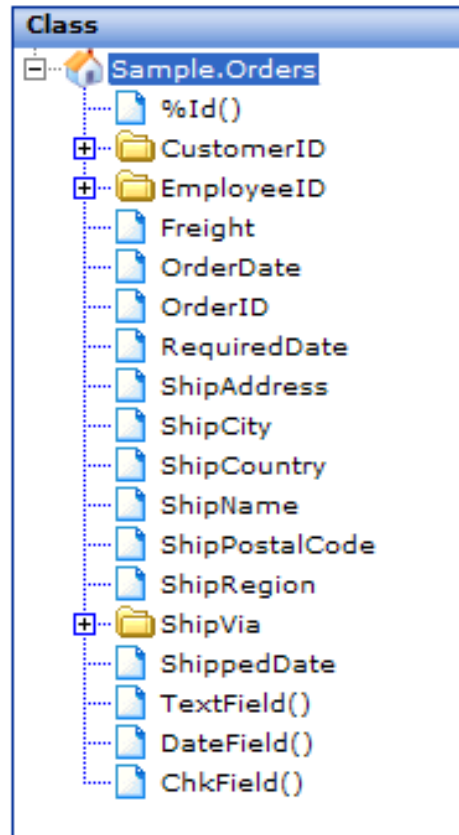 Class
Sample.Orders
%Id()
CustomerID
EmployeeID
Freight
OrderDate
OrderID
RequiredDate
ShipAddress
ShipCity
ShipCountry
ShipName
ShipPostalCode
ShipRegion
ShipVia
ShippedDate
TextField()
DateField()
ChkField()